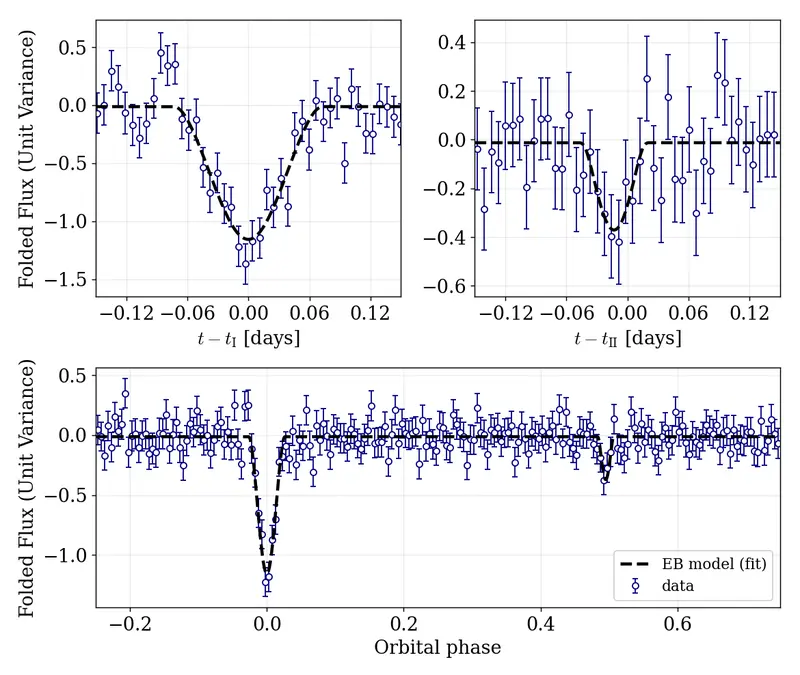 Folded Flux (Unit Variance)
0.5
0.0
−0.5
−1.0
−1.5
−0.12 −0.06 0.00 0.06 0.12
t − tI [days]
0.4
0.2
0.0
−0.2
−0.4
−0.6
−0.12 −0.06 0.00 0.06 0.12
t − tII [days]
Folded Flux (Unit Variance)
0.5
0.0
−0.5
−1.0
−0.2 0.0 0.2 0.4 0.6
Orbital phase
EB model (fit)
data